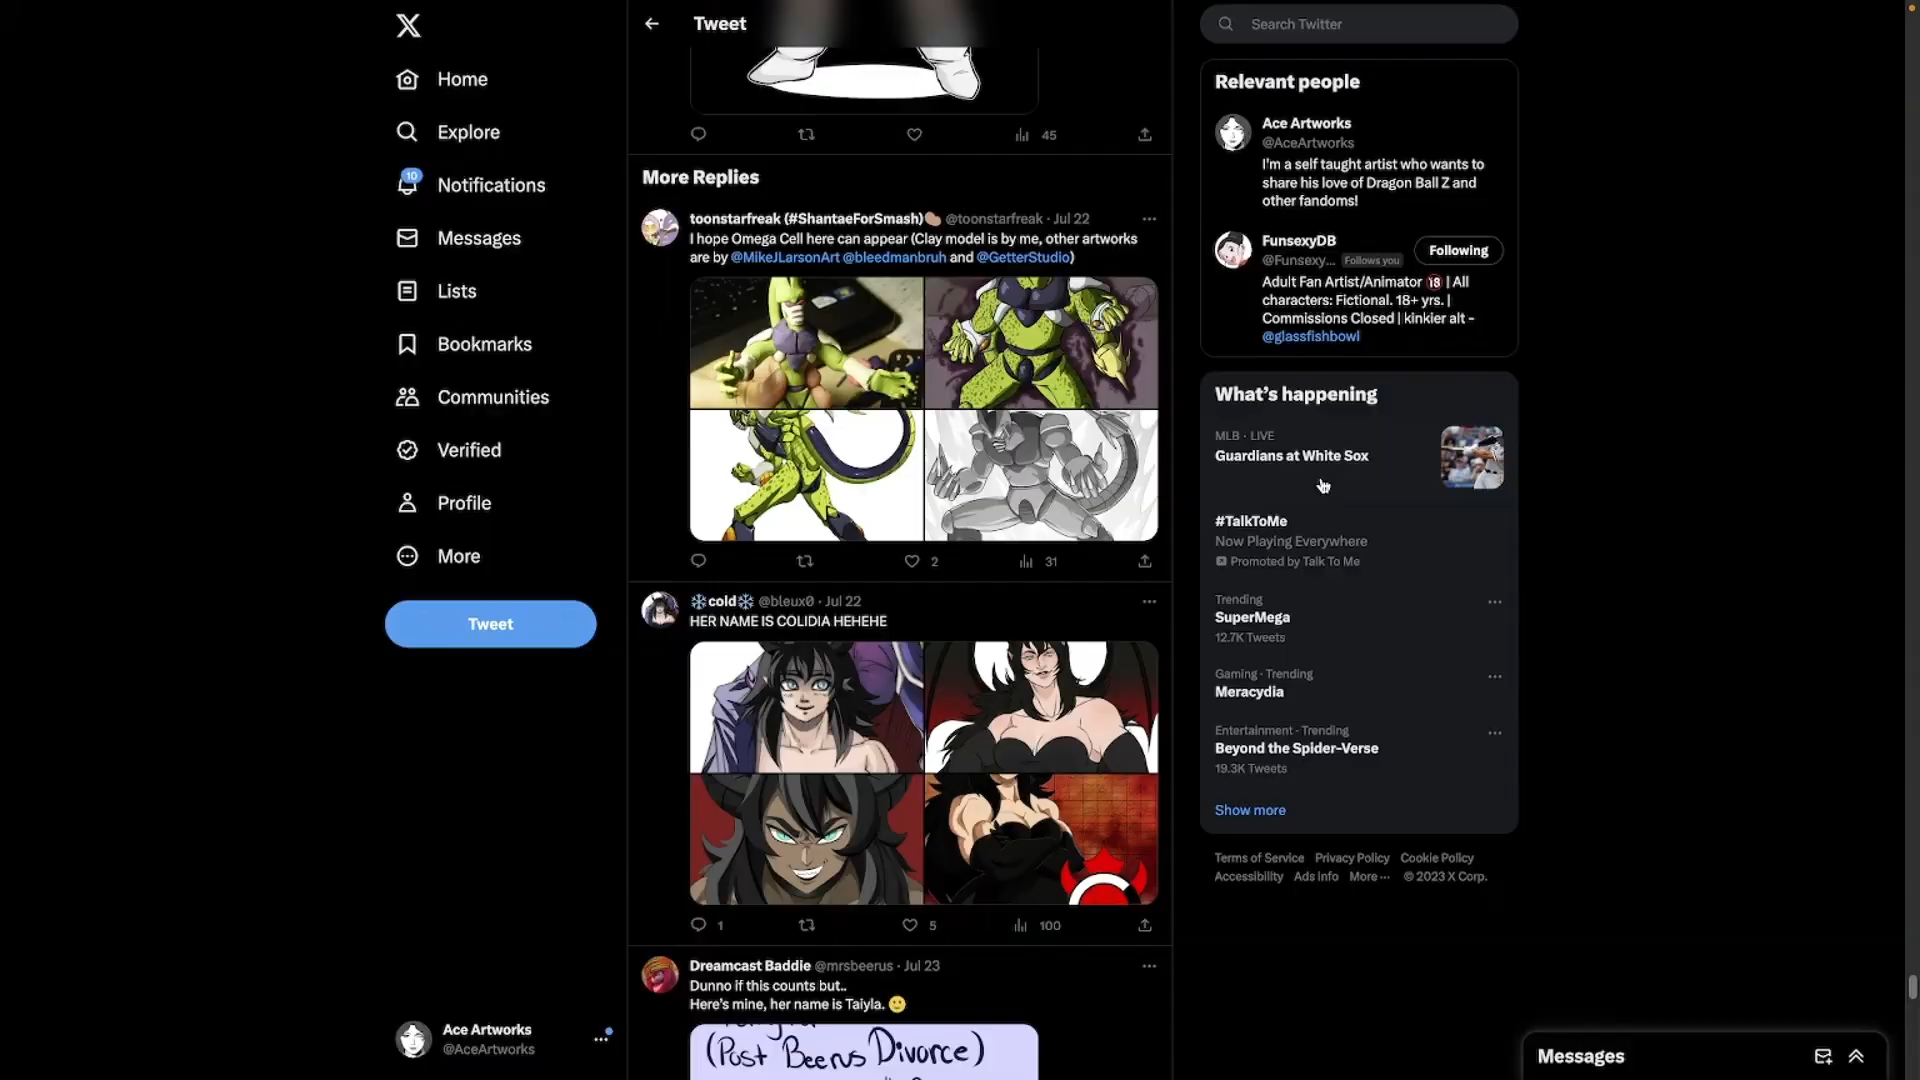 Home
Explore
10
Notifications
Messages
Lists
Bookmarks
Communities
Verified
Profile
More
Tweet
Ace Artworks
@AceArtworks
Tweet
45
More Replies
toonstarfreak (#ShantaeForSmash)🥔 @toonstarfreak · Jul 22
I hope Omega Cell here can appear (Clay model is by me, other artworks
are by @MikeJLarsonArt @bleedmanbruh and @GetterStudio)
2
31
❄️cold❄️ @bleux0 · Jul 22
HER NAME IS COLIDIA HEHEHE
1
5
100
Dreamcast Baddie @mrsbeerus · Jul 23
Dunno if this counts but..
Here's mine, her name is Taiyla. 🙂
(Post Beerus Divorce)
Search Twitter
Relevant people
Ace Artworks
@AceArtworks
I'm a self taught artist who wants to
share his love of Dragon Ball Z and
other fandoms!
FunsexyDB
@Funsexy... Follows you
Following
Adult Fan Artist/Animator 🔞 | All
characters: Fictional. 18+ yrs. |
Commissions Closed | kinkier alt -
@glassfishbowl
What's happening
MLB · LIVE
Guardians at White Sox
#TalkToMe
Now Playing Everywhere
Promoted by Talk To Me
Trending
SuperMega
12.7K Tweets
Gaming · Trending
Meracydia
Entertainment · Trending
Beyond the Spider-Verse
19.3K Tweets
Show more
Terms of Service Privacy Policy Cookie Policy
Accessibility Ads info More ··· © 2023 X Corp.
Messages